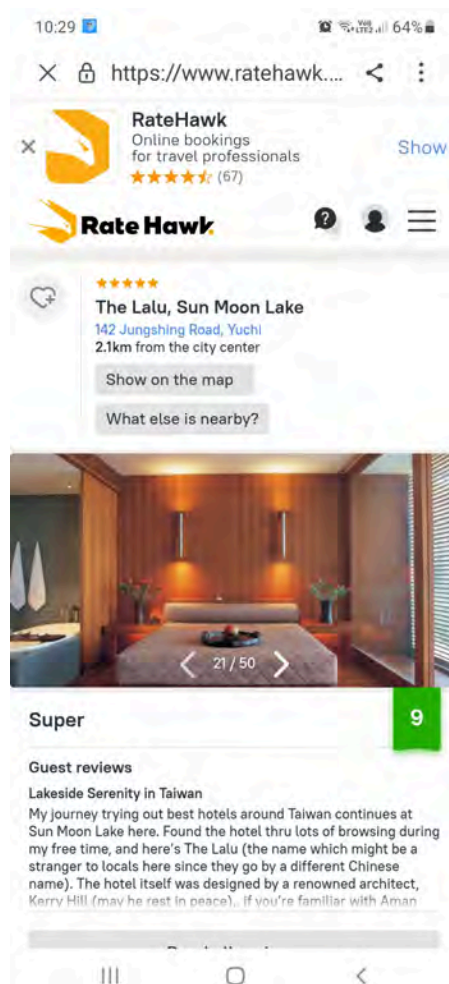 10:29
64%
https://www.ratehawk....
RateHawk
Online bookings
for travel professionals
(67)
Show
Rate Hawk.
The Lalu, Sun Moon Lake
142 Jungshing Road, Yuchi
2.1km from the city center
Show on the map
What else is nearby?
21 / 50
Super
9
Guest reviews
Lakeside Serenity in Taiwan
My journey trying out best hotels around Taiwan continues at
Sun Moon Lake here. Found the hotel thru lots of browsing during
my free time, and here's The Lalu (the name which might be a
stranger to locals here since they go by a different Chinese
name). The hotel itself was designed by a renowned architect,
Kerry Hill (may he rest in peace).. if you're familiar with Aman